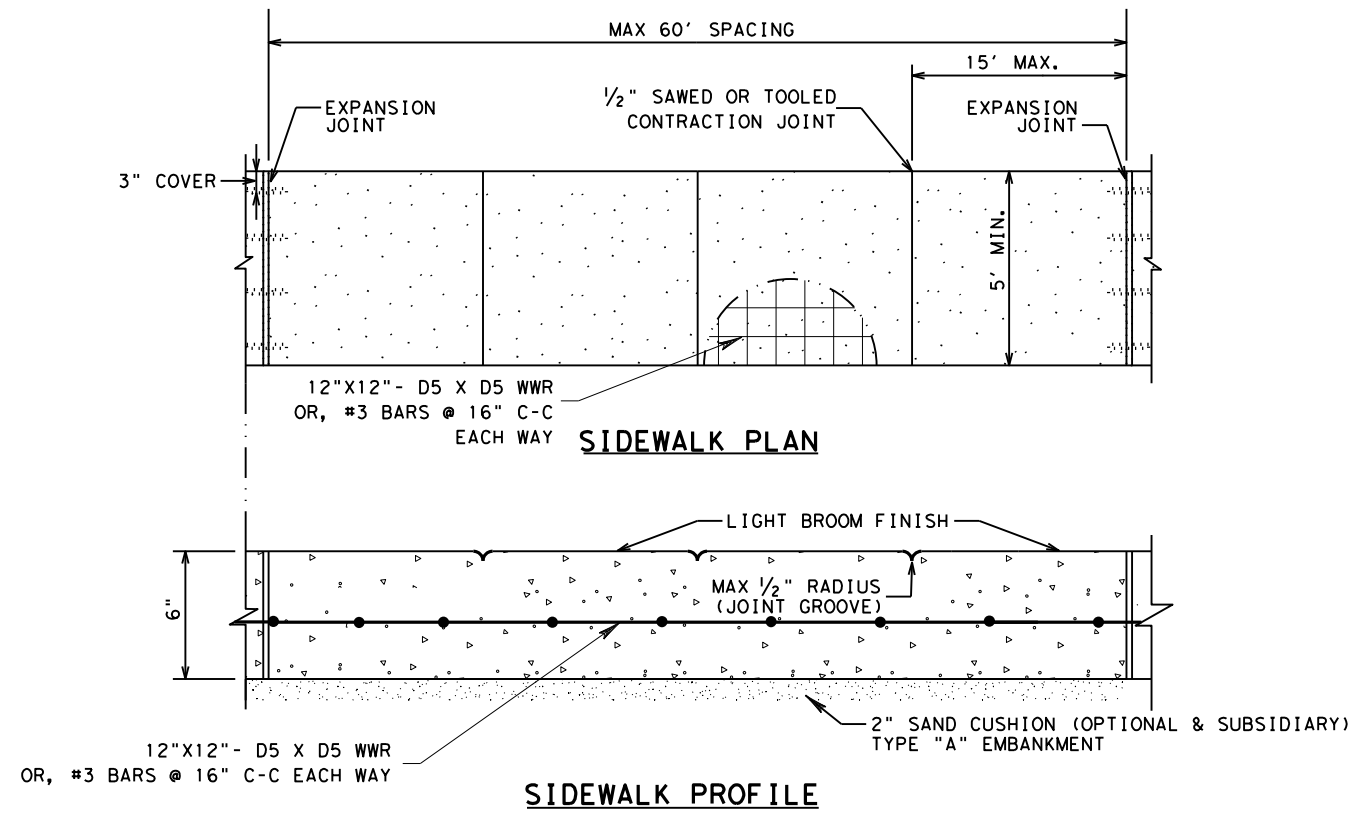 MAX 60' SPACING
15' MAX.
EXPANSION
JOINT
½" SAWED OR TOOLED
CONTRACTION JOINT
EXPANSION
JOINT
3" COVER
5' MIN.
12"X12"- D5 X D5 WWR
OR, #3 BARS @ 16" C-C
EACH WAY
SIDEWALK PLAN
LIGHT BROOM FINISH
6"
MAX ½" RADIUS
(JOINT GROOVE)
2" SAND CUSHION (OPTIONAL & SUBSIDIARY)
TYPE "A" EMBANKMENT
12"X12"- D5 X D5 WWR
OR, #3 BARS @ 16" C-C EACH WAY
SIDEWALK PROFILE